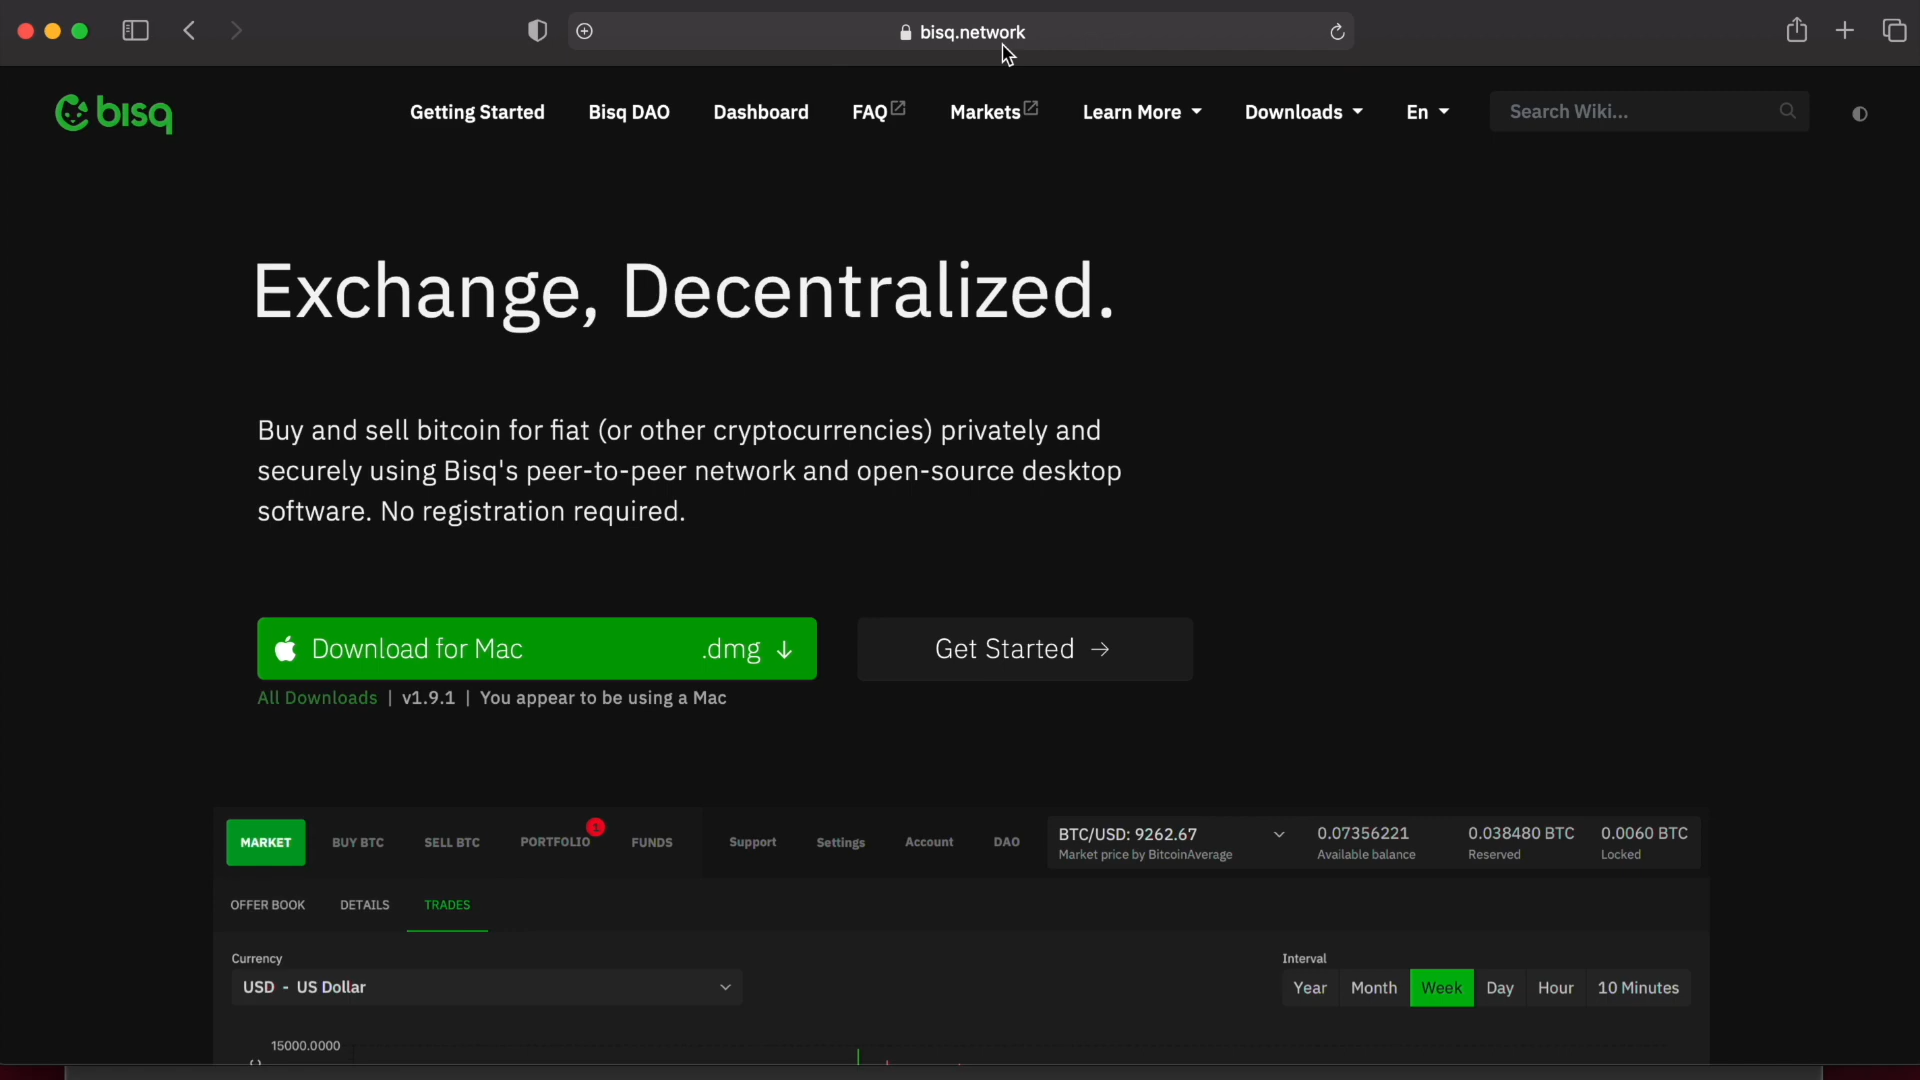 bisq.network
bisq
Getting Started
Bisq DAO
Dashboard
FAQ
Markets
Learn More
Downloads
En
Search Wiki...
Exchange, Decentralized.
Buy and sell bitcoin for fiat (or other cryptocurrencies) privately and
securely using Bisq's peer-to-peer network and open-source desktop
software. No registration required.
Download for Mac .dmg ↓
Get Started →
All Downloads | v1.9.1 | You appear to be using a Mac
MARKET
BUY BTC
SELL BTC
PORTFOLIO
1
FUNDS
Support
Settings
Account
DAO
BTC/USD: 9262.67
Market price by BitcoinAverage
0.07356221
Available balance
0.038480 BTC
Reserved
0.0060 BTC
Locked
OFFER BOOK
DETAILS
TRADES
Currency
USD - US Dollar
Interval
Year
Month
Week
Day
Hour
10 Minutes
15000.0000